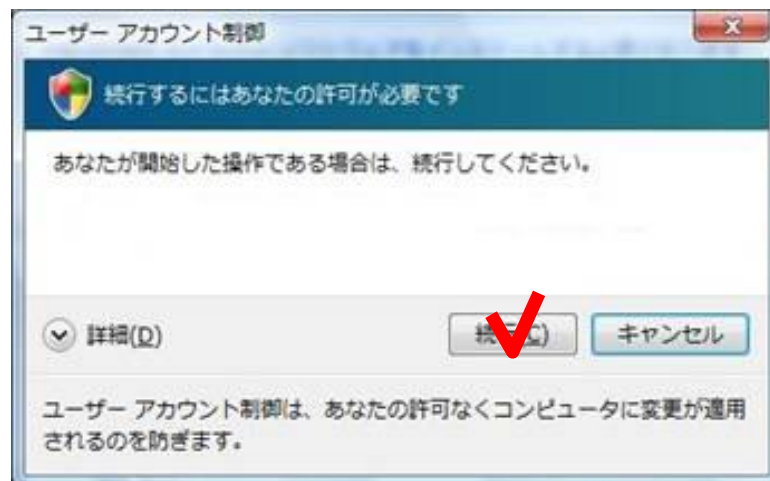 ユーザー アカウント制御
続行するにはあなたの許可が必要です
あなたが開始した操作である場合は、続行してください。
詳細(D)
キャンセル
ユーザー アカウント制御は、あなたの許可なくコンピュータに変更が適用
されるのを防ぎます。